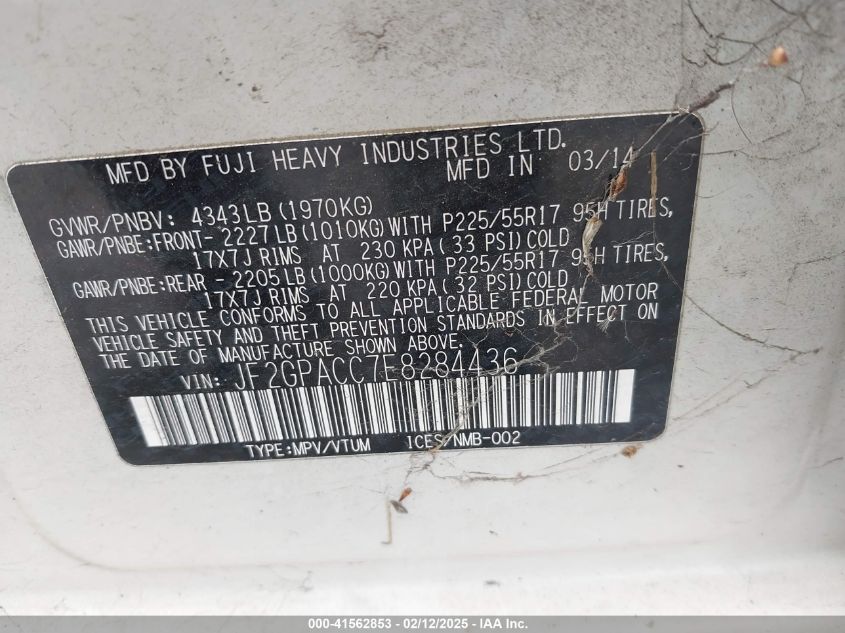 MFD BY FUJI HEAVY INDUSTRIES LTD.
MFD IN 03/14
GVWR/PNBV: 4343LB (1970KG)
GAWR/PNBE:FRONT- 2227 LB (1010KG) WITH P225/55R17 95H TIRES,
17X7J RIMS AT 230 KPA (33 PSI) COLD
GAWR/PNBE:REAR - 2205 LB (1000KG) WITH P225/55R17 95H TIRES,
17X7J RIMS AT 220 KPA (32 PSI) COLD
THIS VEHICLE CONFORMS TO ALL APPLICABLE FEDERAL MOTOR
VEHICLE SAFETY AND THEFT PREVENTION STANDARDS IN EFFECT ON
THE DATE OF MANUFACTURE SHOWN ABOVE.
VIN: JF2GPACC7E8284436
TYPE:MPV/VTUM ICES/NMB-002
000-41562853 - 02/12/2025 - IAA Inc.